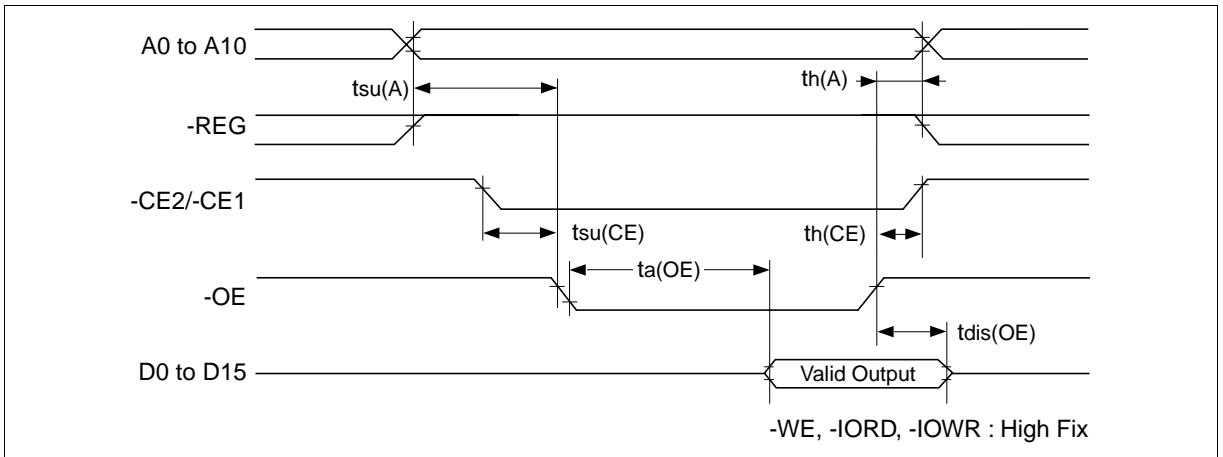 A0 to A10
tsu(A)
th(A)
-REG
-CE2/-CE1
tsu(CE)
th(CE)
ta(OE)
-OE
tdis(OE)
D0 to D15
Valid Output
-WE, -IORD, -IOWR : High Fix